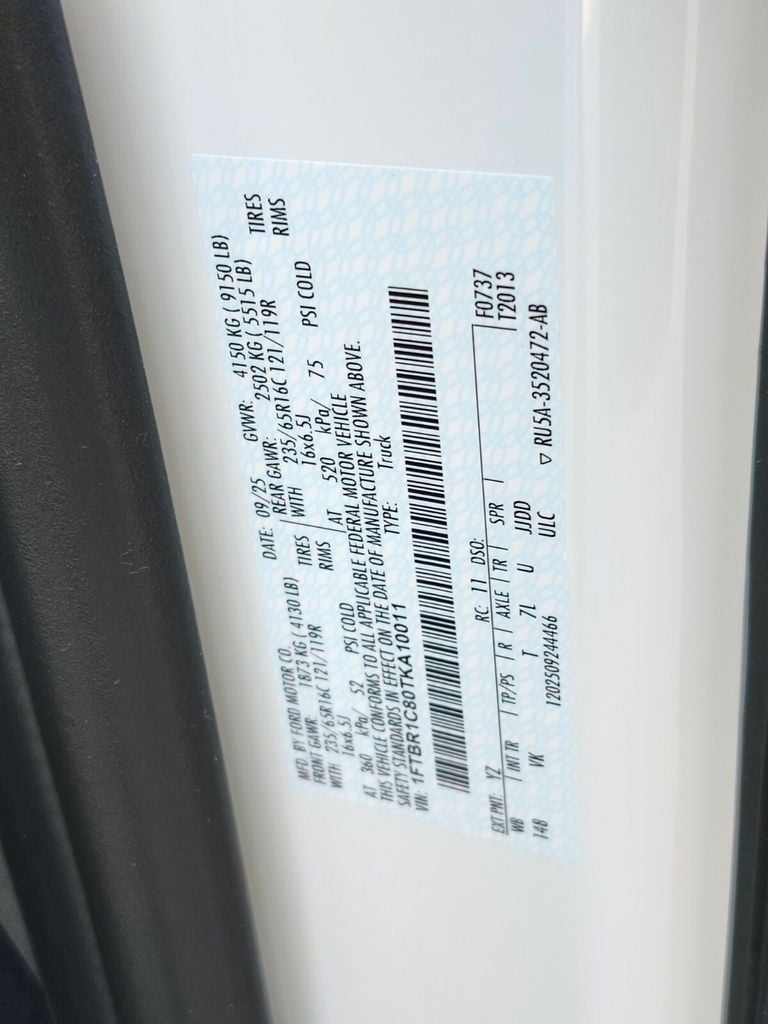 MFD. BY FORD MOTOR CO.
DATE: 09/25 GVWR: 4150 KG ( 9150 LB)
FRONT GAWR: 1873 KG ( 4130 LB) REAR GAWR: 2502 KG ( 5515 LB)
WITH 235/65R16C 121/119R TIRES WITH 235/65R16C 121/119R TIRES
16x6.5J RIMS 16x6.5J RIMS
AT 360 kPa/ 52 PSI COLD AT 520 kPa/ 75 PSI COLD
THIS VEHICLE CONFORMS TO ALL APPLICABLE FEDERAL MOTOR VEHICLE
SAFETY STANDARDS IN EFFECT ON THE DATE OF MANUFACTURE SHOWN ABOVE.
VIN: 1FTBR1C80TKA10011 TYPE: Truck
EXT PNT: YZ RC: 11 DSO: F0737
WB INT TR TP/PS R AXLE TR SPR T2013
148 VK T 7L U JJDD
1202509244466 ULC ▽ RU5A-3520472-AB